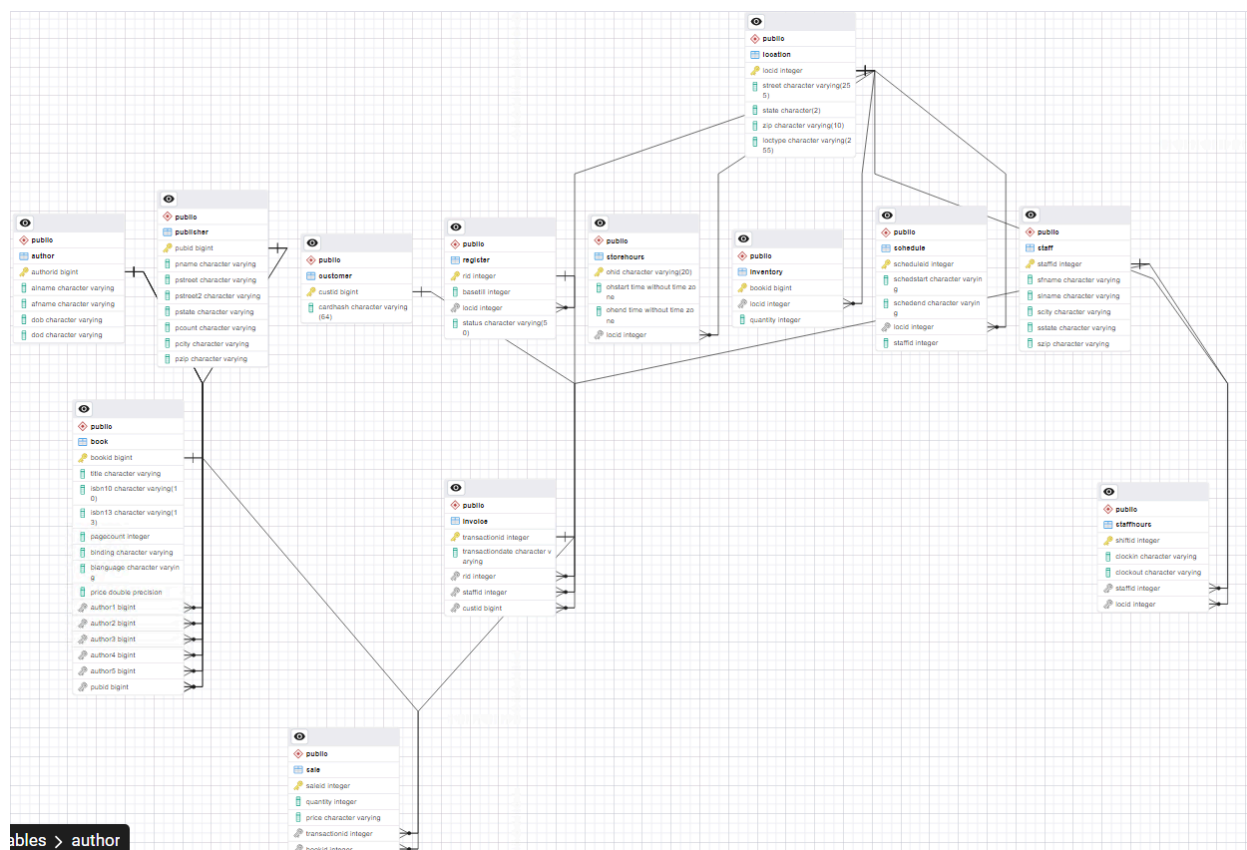 public
location
locid integer
street character varying(25
5)
state character(2)
zip character varying(10)
loctype character varying(2
55)
public
author
authorid bigint
alname character varying
afname character varying
dob character varying
dod character varying
public
publisher
pubid bigint
pname character varying
pstreet character varying
pstreet2 character varying
pstate character varying
pcount character varying
pcity character varying
pzip character varying
public
customer
custid bigint
cardhash character varying
(64)
public
register
rid integer
basetill integer
locid integer
status character varying(5
0)
public
storehours
ohid character varying(20)
ohstart time without time zo
ne
ohend time without time zo
ne
locid integer
public
inventory
bookid bigint
locid integer
quantity integer
public
schedule
scheduleid integer
schedstart character varyin
g
schedend character varyin
g
locid integer
staffid integer
public
staff
staffid integer
sfname character varying
slname character varying
scity character varying
sstate character varying
szip character varying
public
book
bookid bigint
title character varying
isbn10 character varying(1
0)
isbn13 character varying(1
3)
pagecount integer
binding character varying
blanguage character varyin
g
price double precision
author1 bigint
author2 bigint
author3 bigint
author4 bigint
author5 bigint
pubid bigint
public
invoice
transactionid integer
transactiondate character v
arying
rid integer
staffid integer
custid bigint
public
staffhours
shiftid integer
clockin character varying
clockout character varying
staffid integer
locid integer
public
sale
saleid integer
quantity integer
price character varying
transactionid integer
bookid integer
ables > author